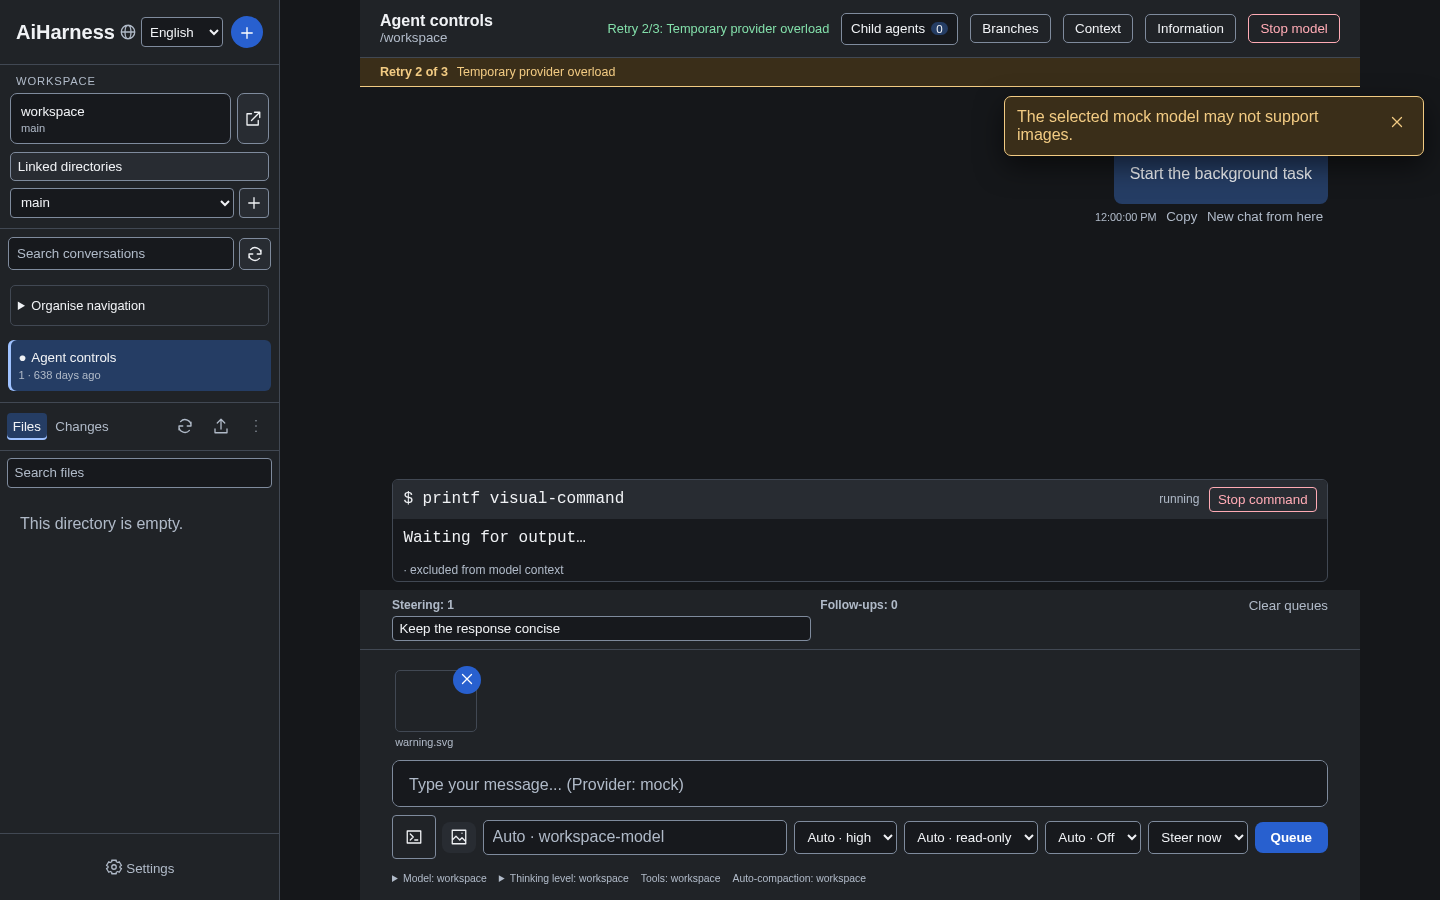 AiHarness English
WORKSPACE
workspace
main
Linked directories
main
Search conversations
Organise navigation
● Agent controls
1 · 638 days ago
Files Changes
Search files
This directory is empty.
Settings
Agent controls
/workspace
Retry 2/3: Temporary provider overload Child agents 0 Branches Context Information Stop model
Retry 2 of 3 Temporary provider overload
The selected mock model may not support
images.
Start the background task
12:00:00 PM Copy New chat from here
$ printf visual-command running Stop command
Waiting for output…
· excluded from model context
Steering: 1 Follow-ups: 0 Clear queues
Keep the response concise
warning.svg
Type your message... (Provider: mock)
Auto · workspace-model Auto · high Auto · read-only Auto · Off Steer now Queue
Model: workspace Thinking level: workspace Tools: workspace Auto-compaction: workspace